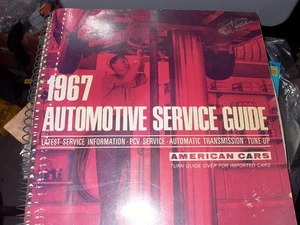 1967
AUTOMOTIVE SERVICE GUIDE
LATEST SERVICE INFORMATION · PCV SERVICE · AUTOMATIC TRANSMISSION · TUNE-UP
AMERICAN CARS
TURN GUIDE OVER FOR IMPORTED CARS